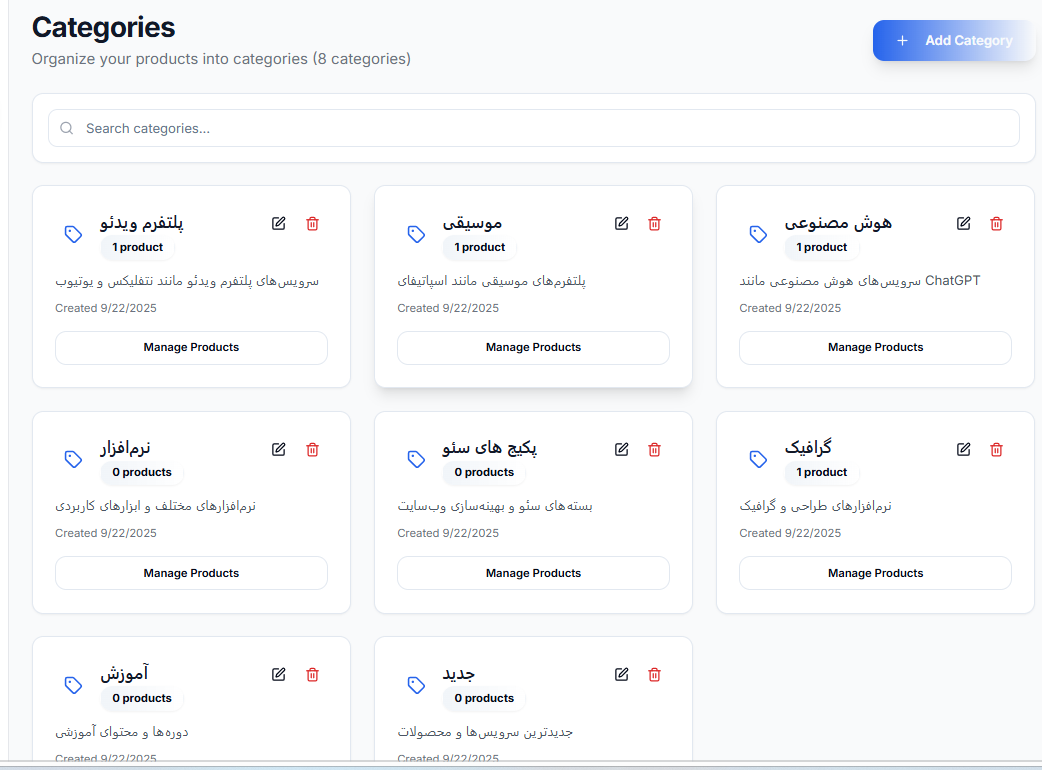 Categories
Organize your products into categories (8 categories)
Add Category
Search categories...
پلتفرم ویدئو
1 product
سرویس‌های پلتفرم ویدئو مانند نتفلیکس و یوتیوب
Created 9/22/2025
Manage Products
موسیقی
1 product
پلتفرم‌های موسیقی مانند اسپاتیفای
Created 9/22/2025
Manage Products
هوش مصنوعی
1 product
سرویس‌های هوش مصنوعی مانند ChatGPT
Created 9/22/2025
Manage Products
نرم‌افزار
0 products
نرم‌افزارهای مختلف و ابزارهای کاربردی
Created 9/22/2025
Manage Products
پکیج های سئو
0 products
بسته‌های سئو و بهینه‌سازی وب‌سایت
Created 9/22/2025
Manage Products
گرافیک
1 product
نرم‌افزارهای طراحی و گرافیک
Created 9/22/2025
Manage Products
آموزش
0 products
دوره‌ها و محتوای آموزشی
Created 9/22/2025
جدید
0 products
جدیدترین سرویس‌ها و محصولات
Created 9/22/2025